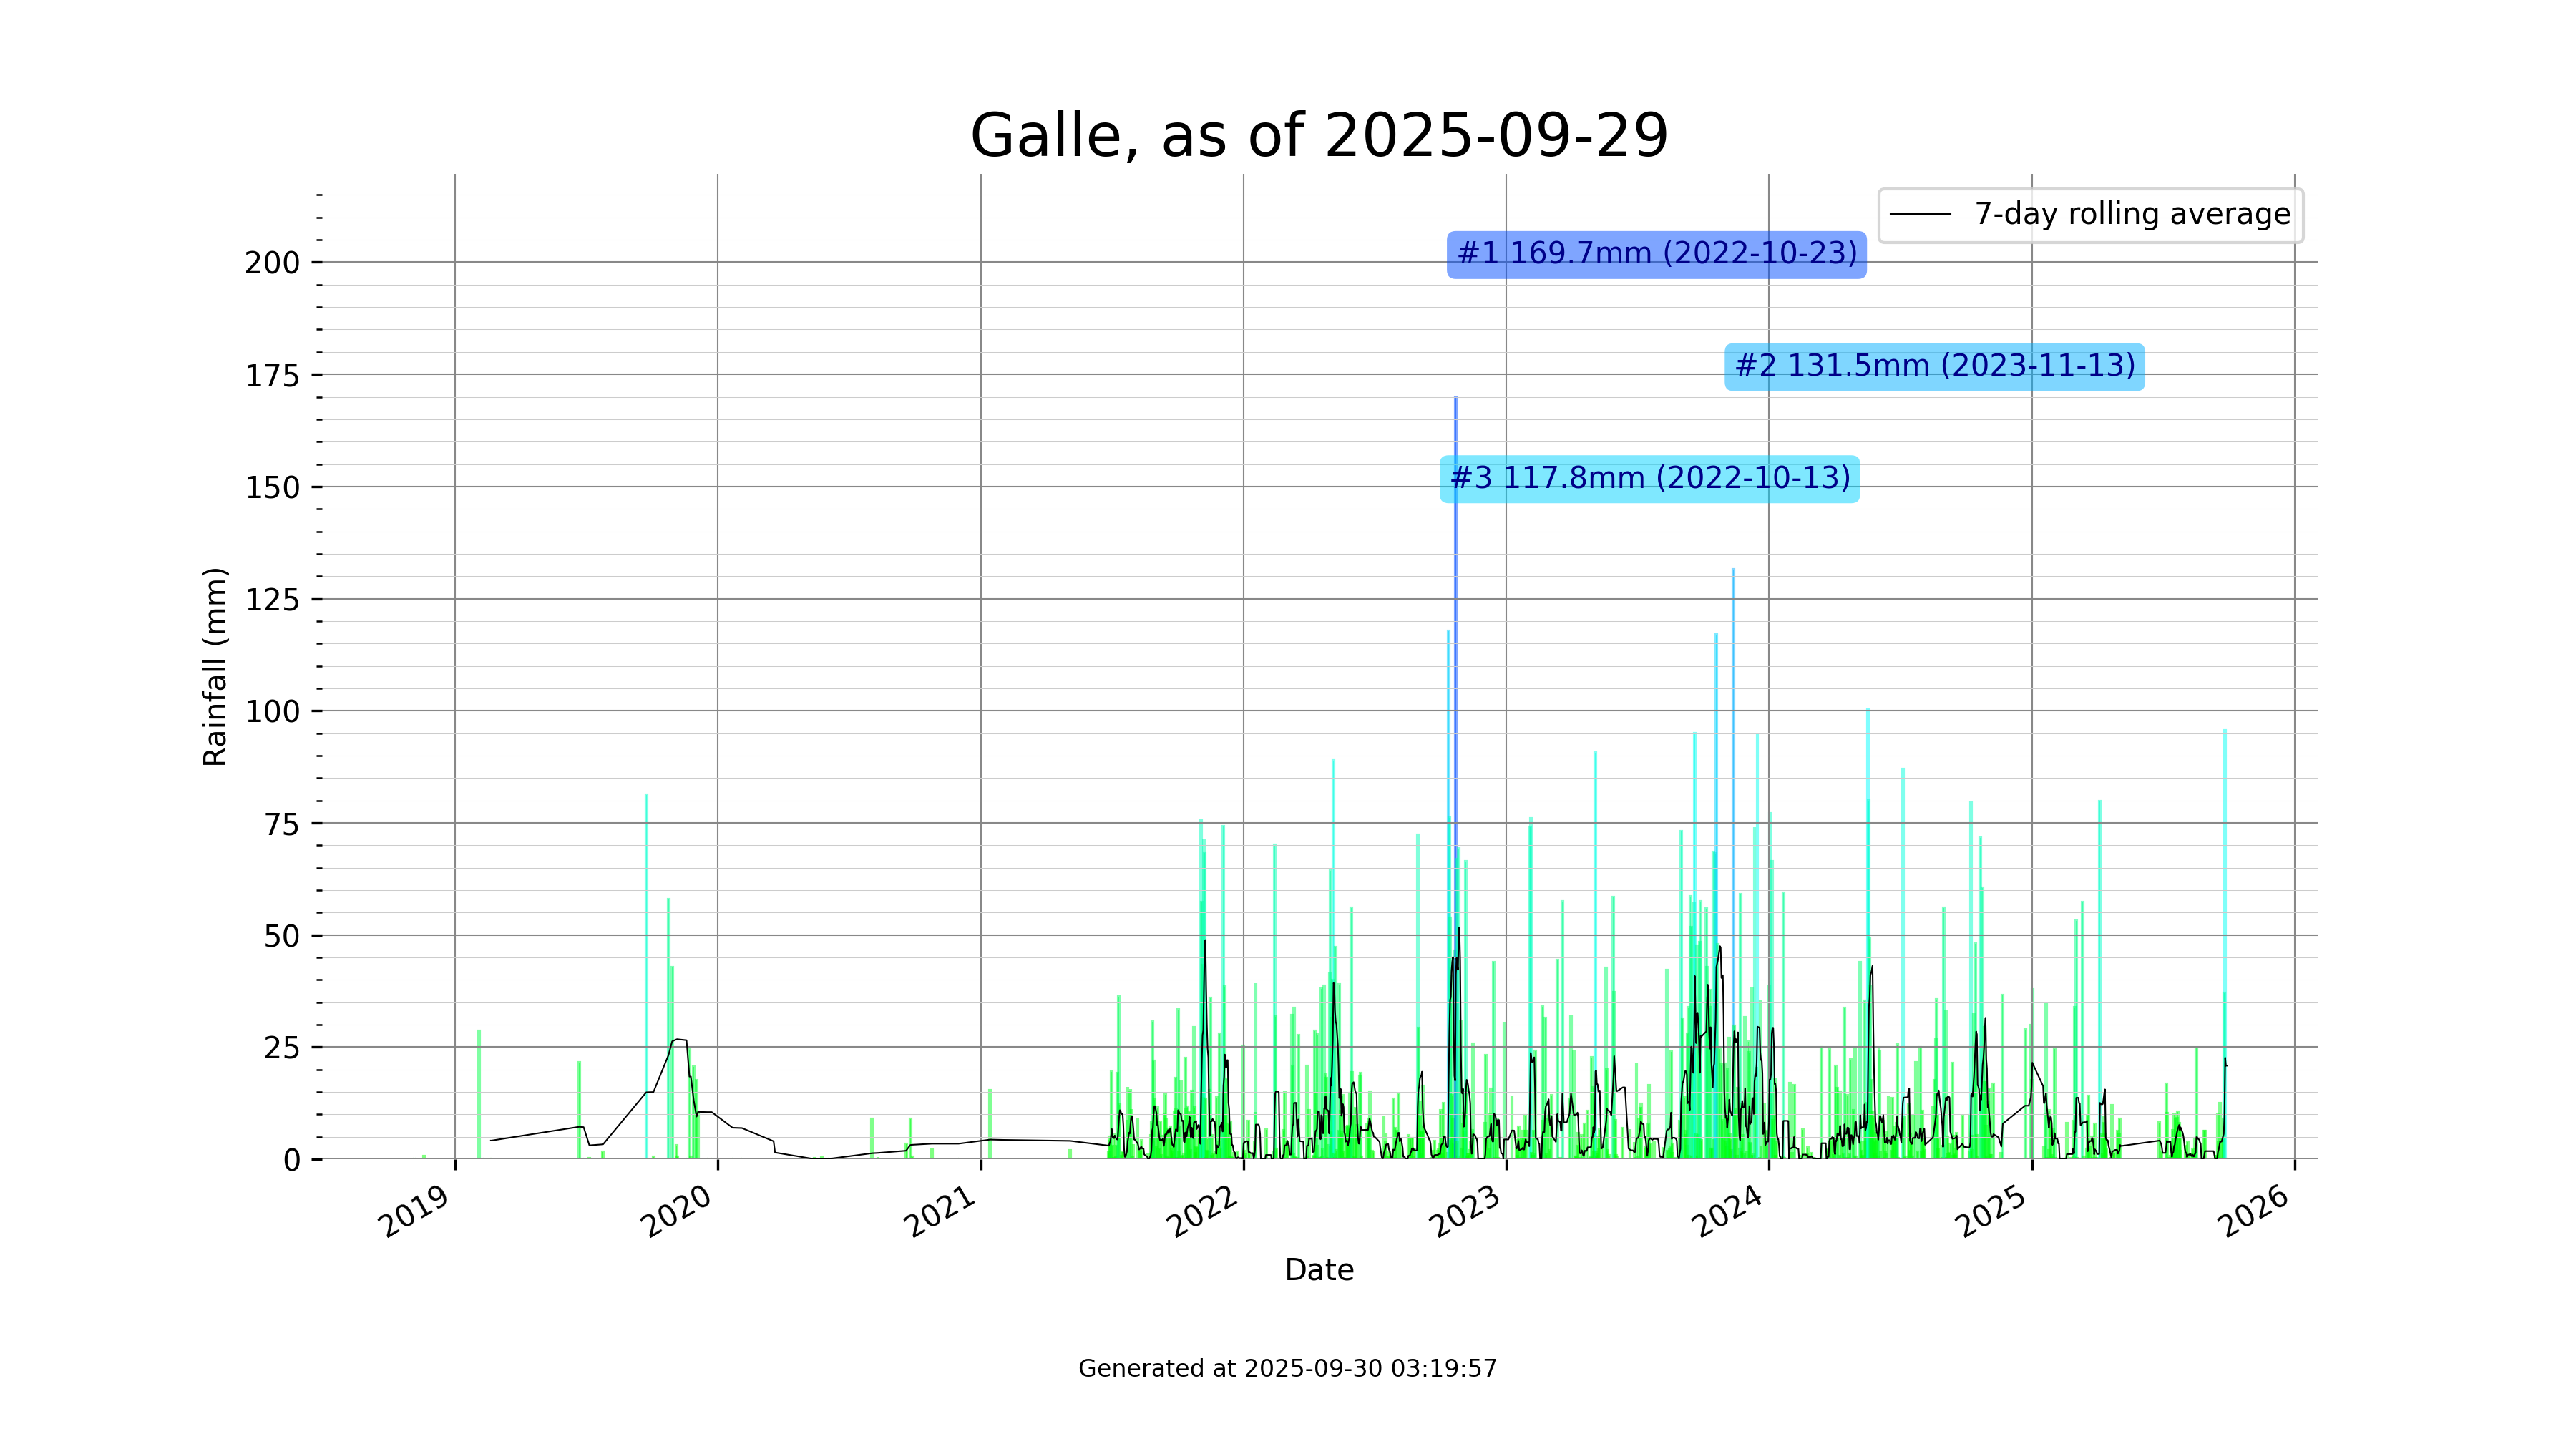 Galle, as of 2025-09-29
7-day rolling average
#1 169.7mm (2022-10-23)
#2 131.5mm (2023-11-13)
#3 117.8mm (2022-10-13)
Rainfall (mm)
200
175
150
125
100
75
50
25
0
2019 2020 2021 2022 2023 2024 2025 2026
Date
Generated at 2025-09-30 03:19:57